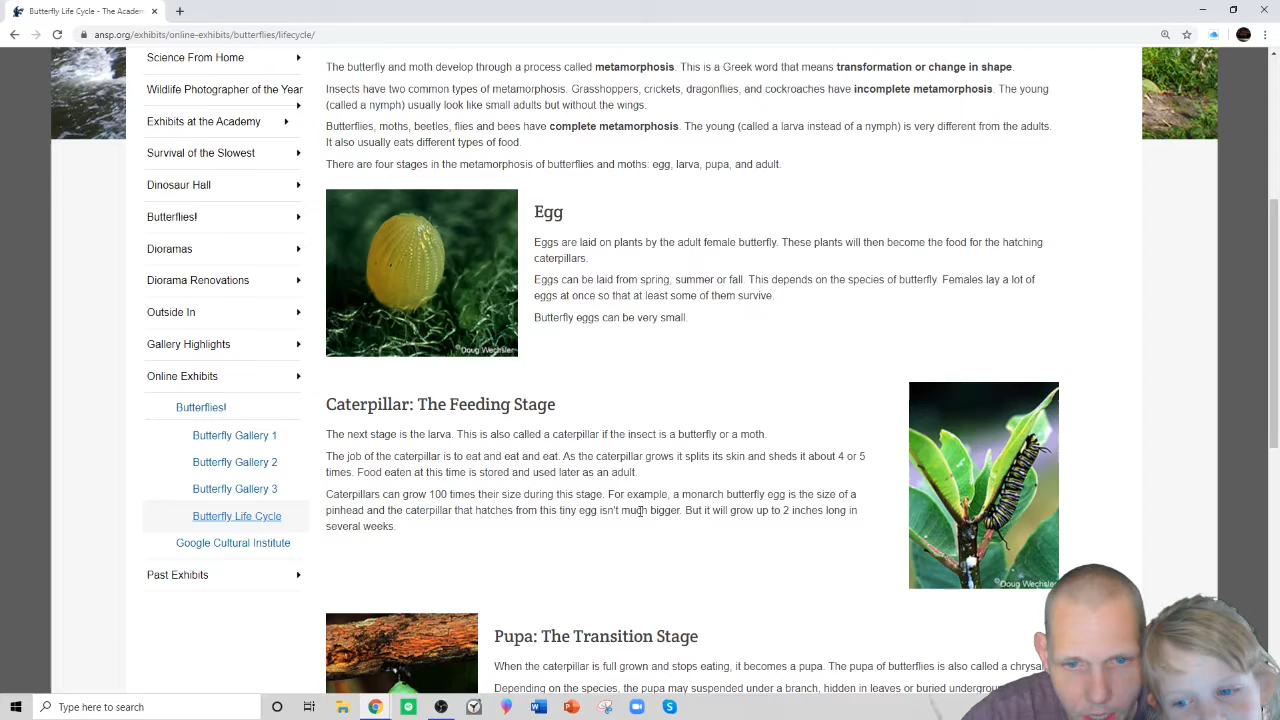 Butterfly Life Cycle - The Academ
ansp.org/exhibits/online-exhibits/butterflies/lifecycle/
Science From Home
Wildlife Photographer of the Year
Exhibits at the Academy
Survival of the Slowest
Dinosaur Hall
Butterflies!
Dioramas
Diorama Renovations
Outside In
Gallery Highlights
Online Exhibits
Butterflies!
Butterfly Gallery 1
Butterfly Gallery 2
Butterfly Gallery 3
Butterfly Life Cycle
Google Cultural Institute
Past Exhibits
The butterfly and moth develop through a process called metamorphosis. This is a Greek word that means transformation or change in shape.
Insects have two common types of metamorphosis. Grasshoppers, crickets, dragonflies, and cockroaches have incomplete metamorphosis. The young
(called a nymph) usually look like small adults but without the wings.
Butterflies, moths, beetles, flies and bees have complete metamorphosis. The young (called a larva instead of a nymph) is very different from the adults.
It also usually eats different types of food.
There are four stages in the metamorphosis of butterflies and moths: egg, larva, pupa, and adult.
©Doug Wechsler
Egg
Eggs are laid on plants by the adult female butterfly. These plants will then become the food for the hatching
caterpillars.
Eggs can be laid from spring, summer or fall. This depends on the species of butterfly. Females lay a lot of
eggs at once so that at least some of them survive.
Butterfly eggs can be very small.
Caterpillar: The Feeding Stage
The next stage is the larva. This is also called a caterpillar if the insect is a butterfly or a moth.
The job of the caterpillar is to eat and eat and eat. As the caterpillar grows it splits its skin and sheds it about 4 or 5
times. Food eaten at this time is stored and used later as an adult.
Caterpillars can grow 100 times their size during this stage. For example, a monarch butterfly egg is the size of a
pinhead and the caterpillar that hatches from this tiny egg isn't much bigger. But it will grow up to 2 inches long in
several weeks.
©Doug Wechsler
Pupa: The Transition Stage
When the caterpillar is full grown and stops eating, it becomes a pupa. The pupa of butterflies is also called a chrysa
Depending on the species, the pupa may suspended under a branch, hidden in leaves or buried undergrou
Type here to search